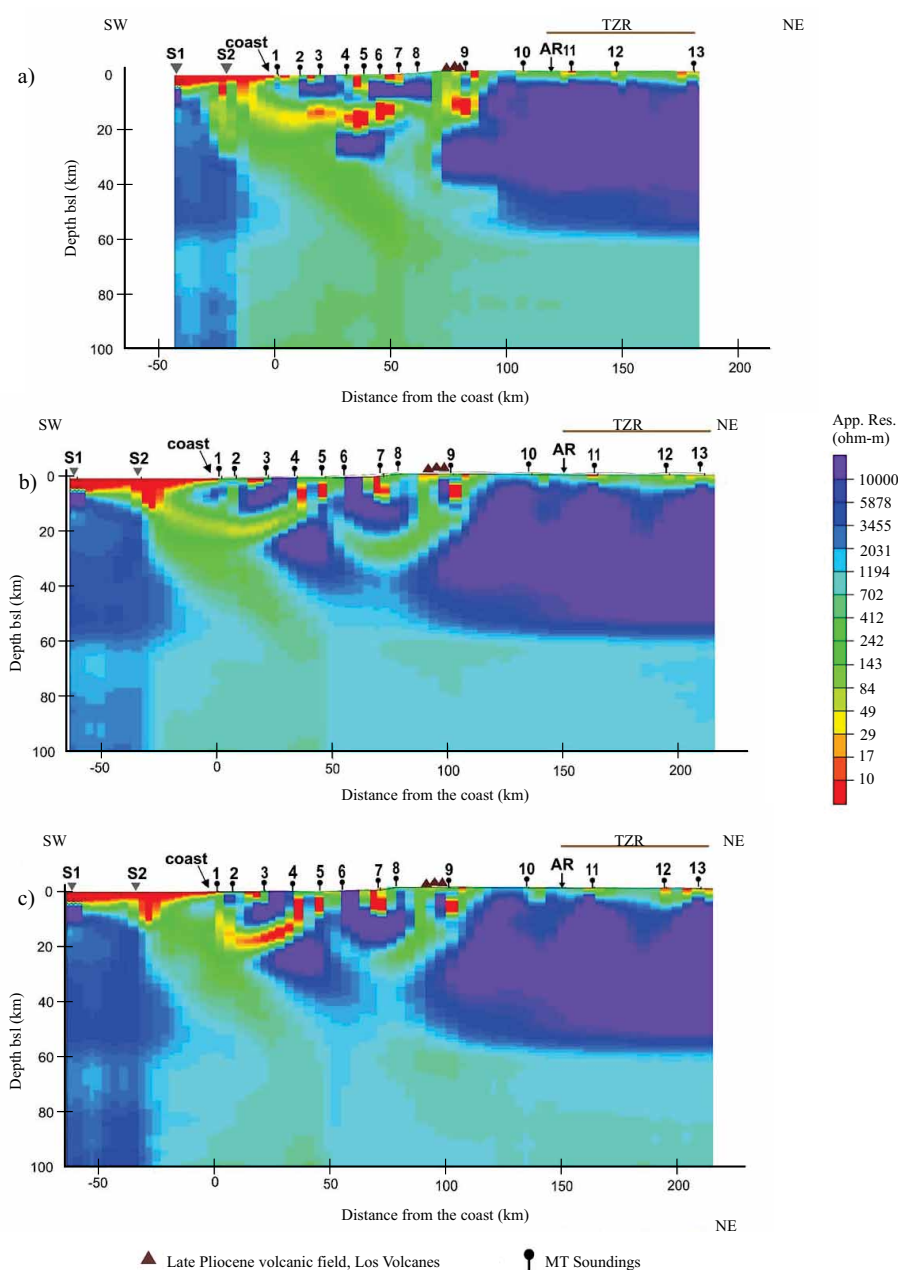 SW TZR NE
a)
S1 S2 coast 1 2 3 4 5 6 7 8 9 10 AR 11 12 13
0
20
40
60
80
100
Depth bsl (km)
-50 0 50 100 150 200
Distance from the coast (km)
SW TZR NE
b)
S1 S2 coast 1 2 3 4 5 6 7 8 9 10 AR 11 12 13
0
20
40
60
80
100
Depth bsl (km)
-50 0 50 100 150 200
Distance from the coast (km)
App. Res.
(ohm-m)
10000
5878
3455
2031
1194
702
412
242
143
84
49
29
17
10
SW TZR NE
c)
S1 S2 coast 1 2 3 4 5 6 7 8 9 10 AR 11 12 13
0
20
40
60
80
100
Depth bsl (km)
-50 0 50 100 150 200
Distance from the coast (km)
NE
Late Pliocene volcanic field, Los Volcanes
MT Soundings